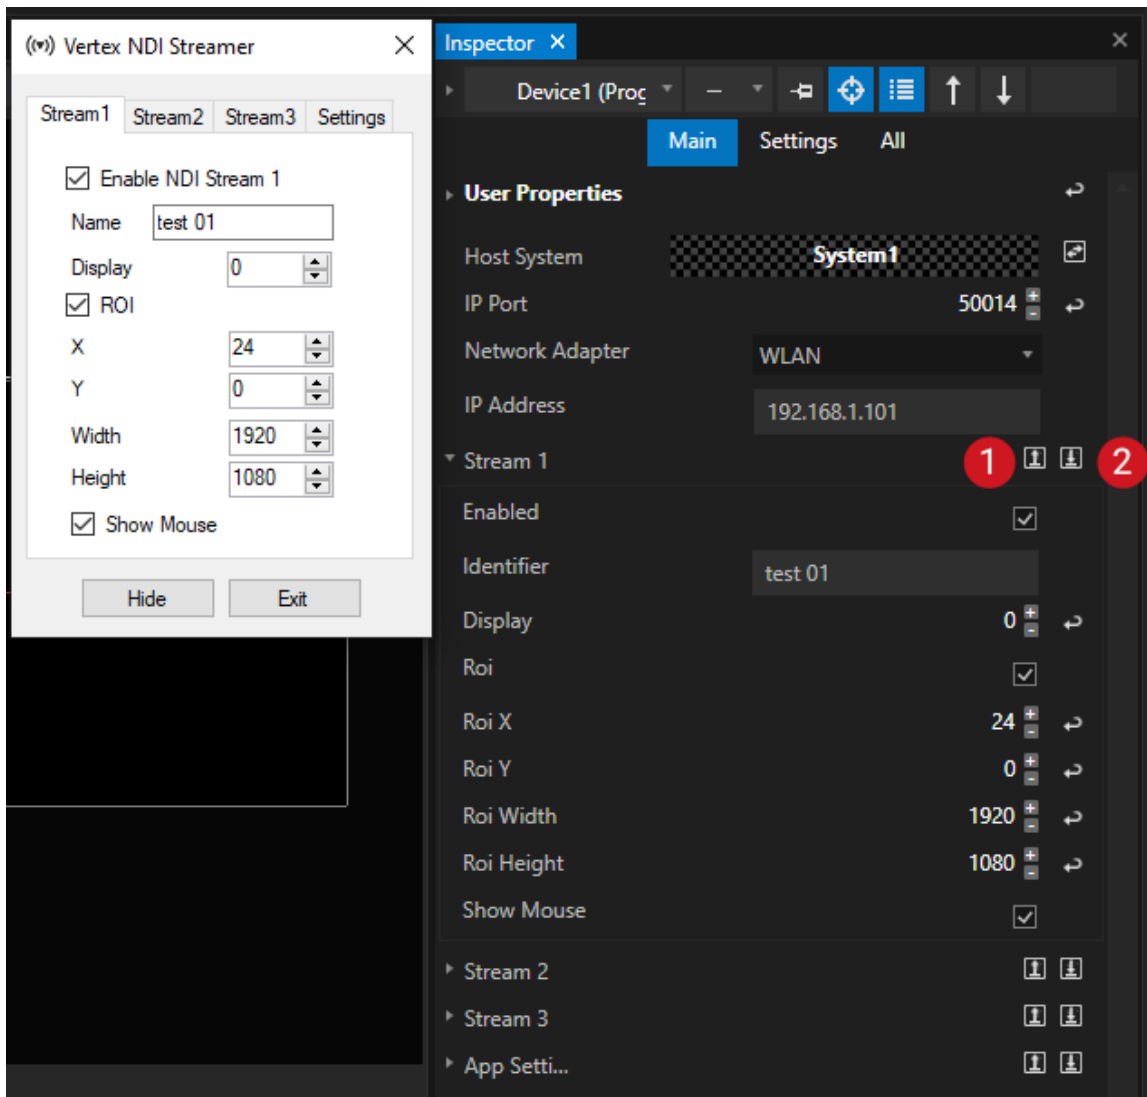 Vertex NDI Streamer
Stream1 Stream2 Stream3 Settings
Enable NDI Stream 1
Name test 01
Display 0
ROI
X 24
Y 0
Width 1920
Height 1080
Show Mouse
Hide Exit
Inspector
Device1 (Prog
Main Settings All
User Properties
Host System System1
IP Port 50014
Network Adapter WLAN
IP Address 192.168.1.101
Stream 1 1 2
Enabled
Identifier test 01
Display 0
Roi
Roi X 24
Roi Y 0
Roi Width 1920
Roi Height 1080
Show Mouse
Stream 2
Stream 3
App Setti...